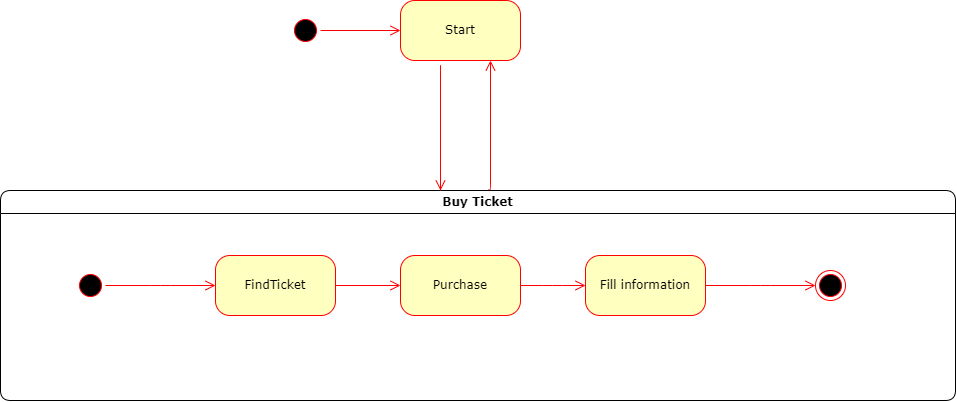 Start
Buy Ticket
FindTicket
Purchase
Fill information